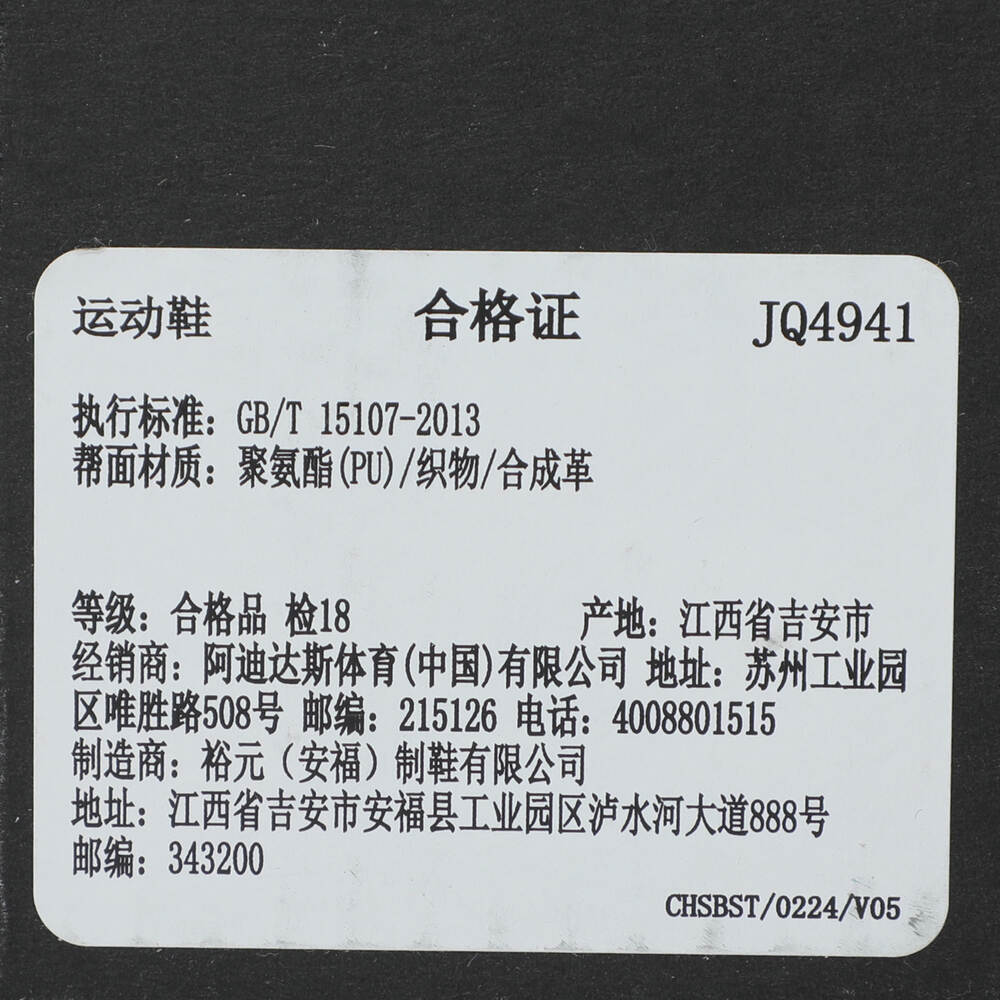 运动鞋 合格证 JQ4941
执行标准：GB/T 15107-2013
帮面材质：聚氨酯(PU)/织物/合成革
等级：合格品 检18 产地：江西省吉安市
经销商：阿迪达斯体育(中国)有限公司 地址：苏州工业园
区唯胜路508号 邮编：215126 电话：4008801515
制造商：裕元（安福）制鞋有限公司
地址：江西省吉安市安福县工业园区泸水河大道888号
邮编：343200
CHSBST/0224/V05